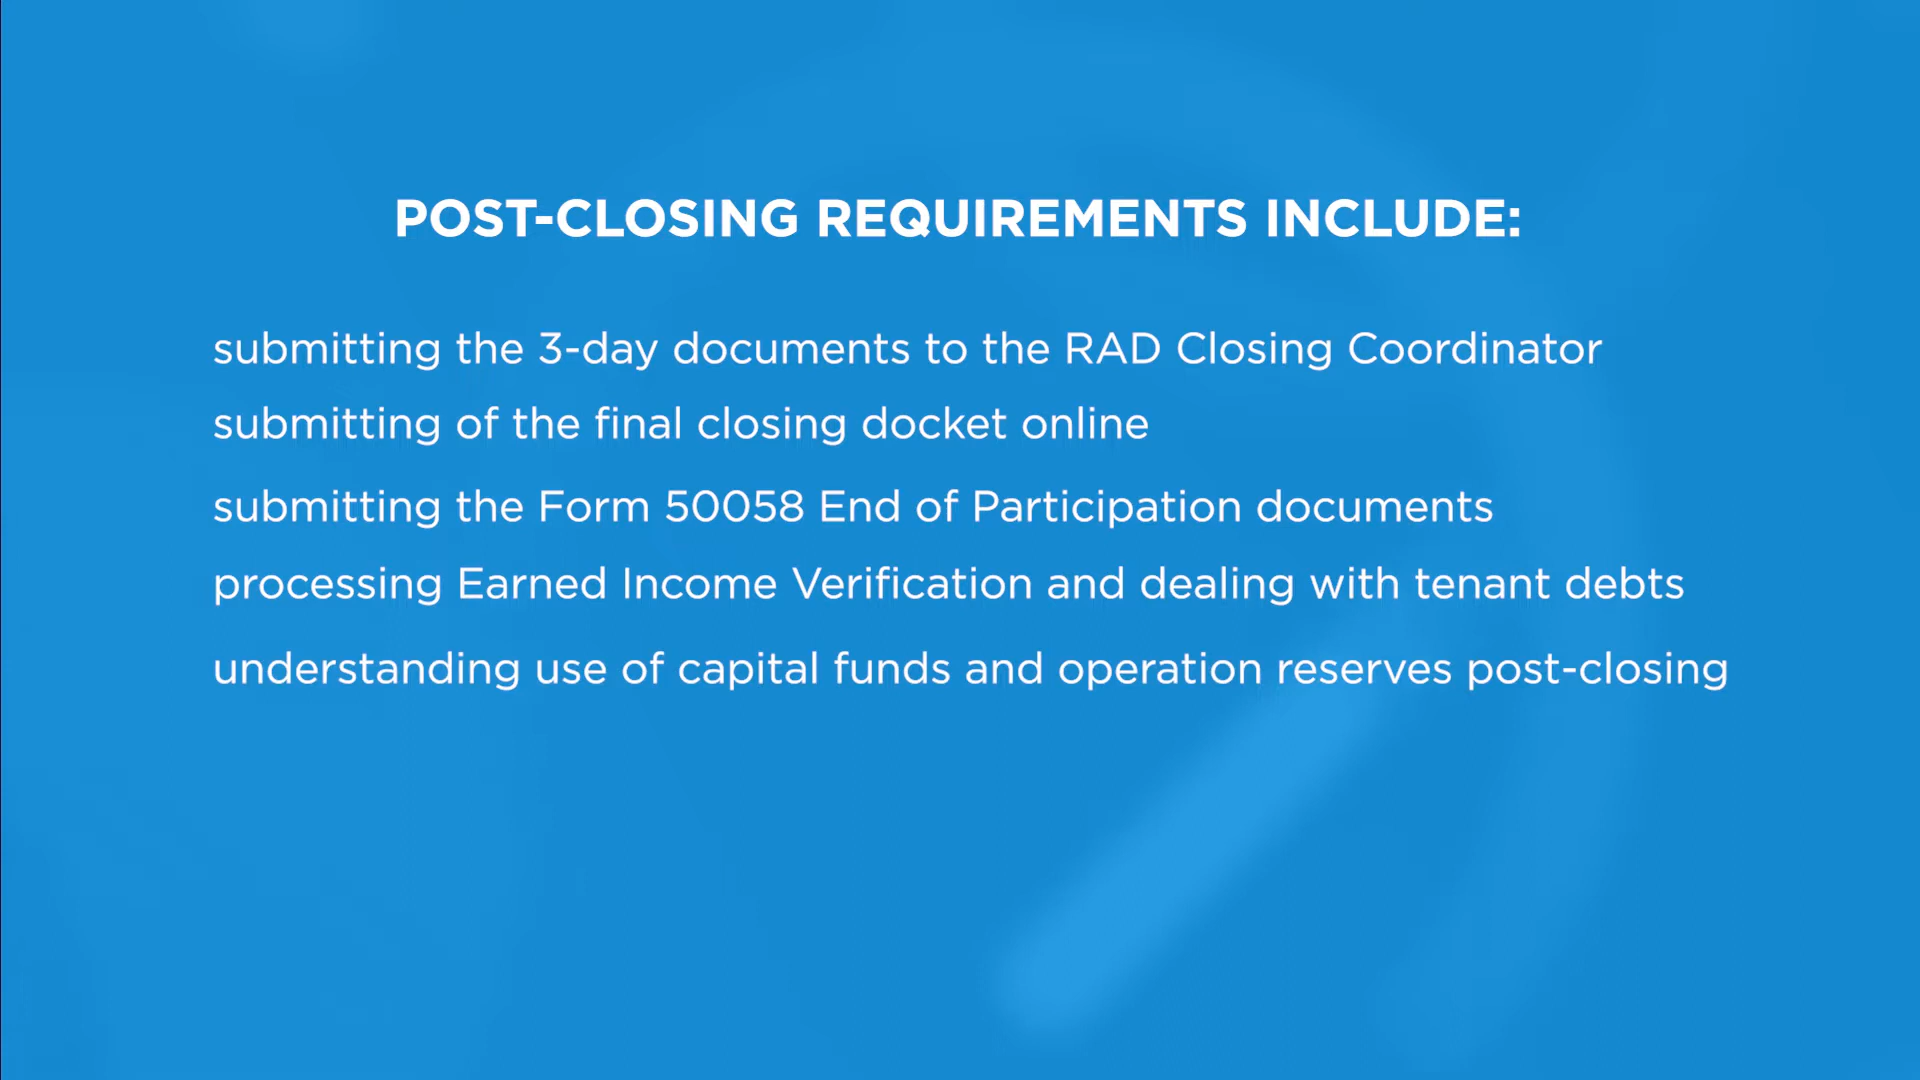 POST-CLOSING REQUIREMENTS INCLUDE:
submitting the 3-day documents to the RAD Closing Coordinator
submitting of the final closing docket online
submitting the Form 50058 End of Participation documents
processing Earned Income Verification and dealing with tenant debts
understanding use of capital funds and operation reserves post-closing